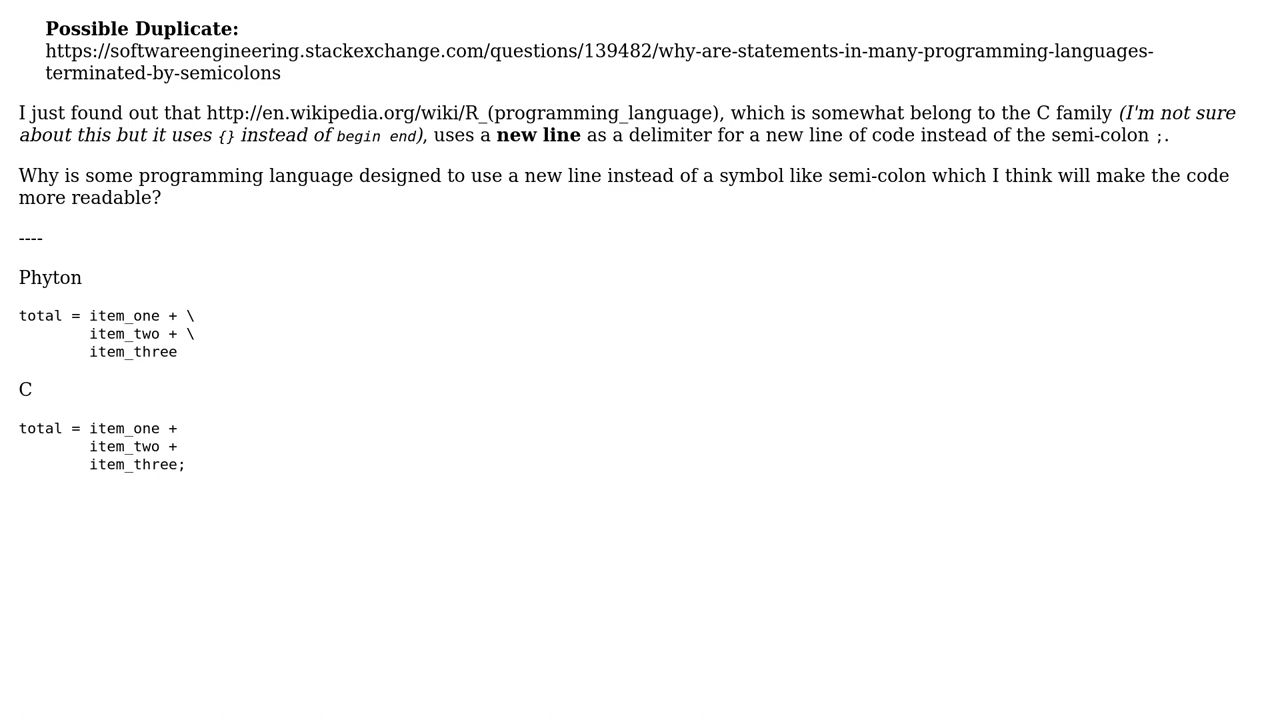 Possible Duplicate:
https://softwareengineering.stackexchange.com/questions/139482/why-are-statements-in-many-programming-languages-
terminated-by-semicolons
I just found out that http://en.wikipedia.org/wiki/R_(programming_language), which is somewhat belong to the C family (I'm not sure
about this but it uses {} instead of begin end), uses a new line as a delimiter for a new line of code instead of the semi-colon ;.
Why is some programming language designed to use a new line instead of a symbol like semi-colon which I think will make the code
more readable?
----
Phyton
total = item_one + \
        item_two + \
        item_three
C
total = item_one +
        item_two +
        item_three;